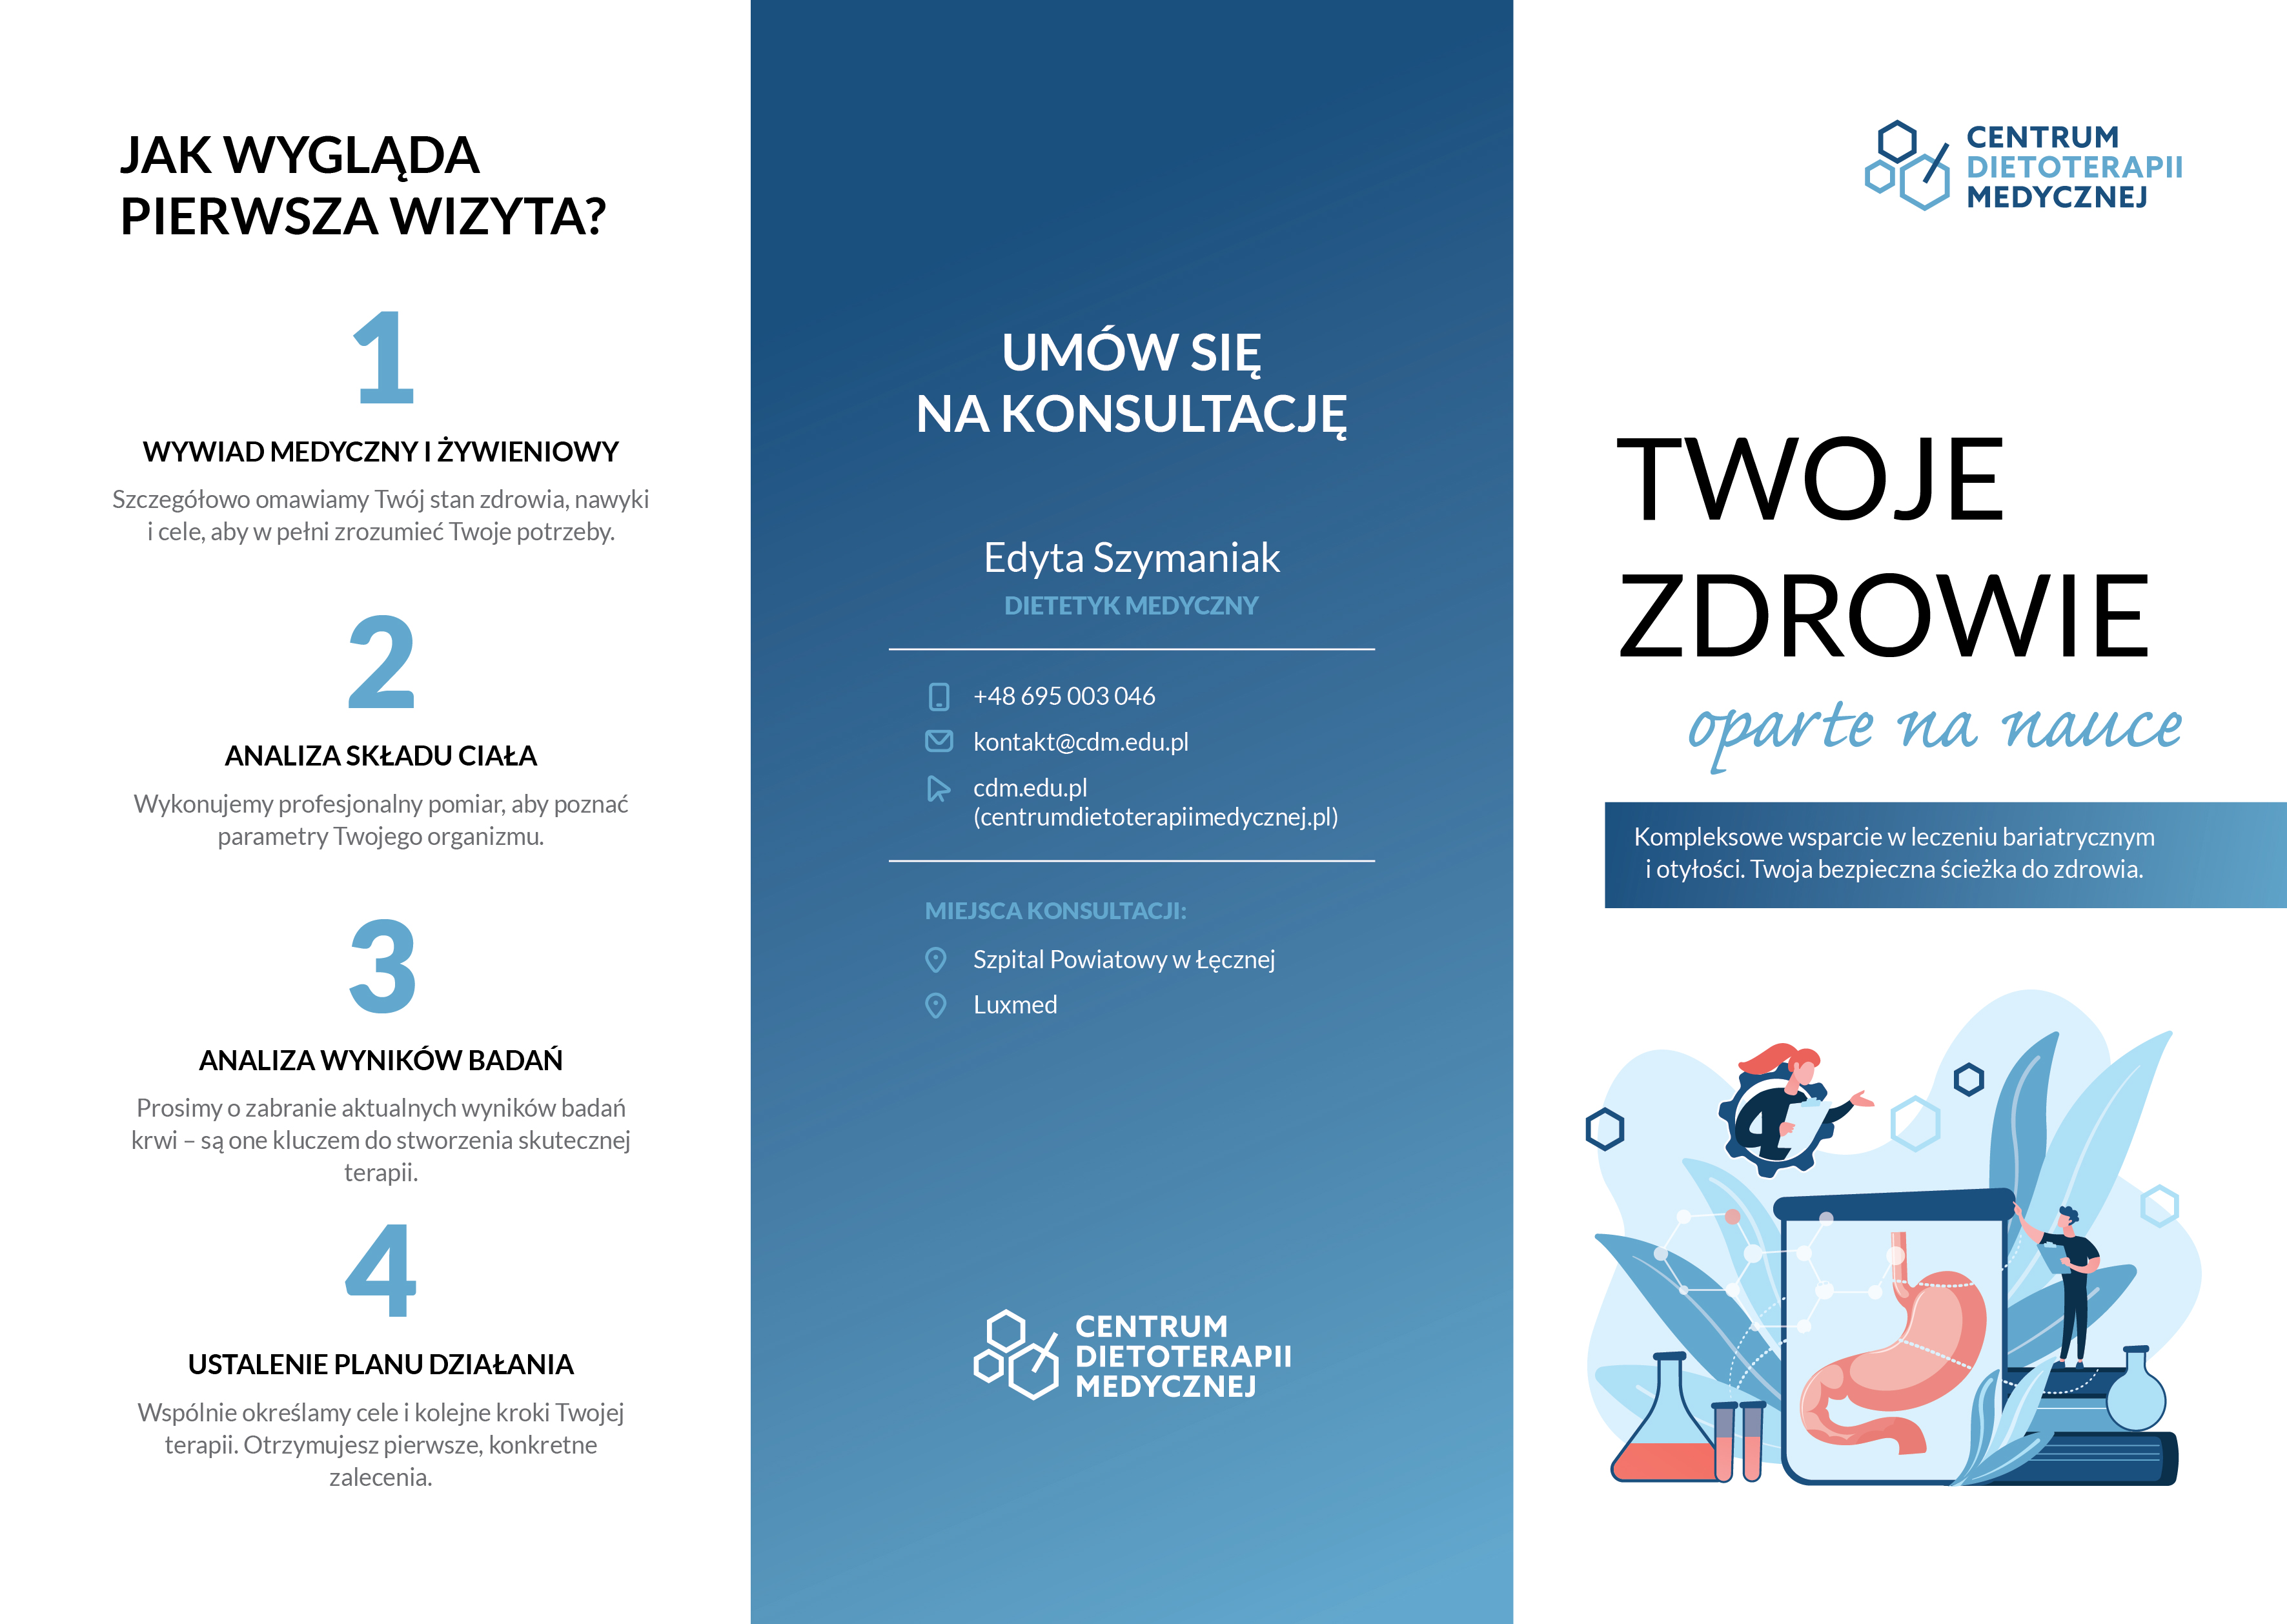 JAK WYGLĄDA
PIERWSZA WIZYTA?
1
WYWIAD MEDYCZNY I ŻYWIENIOWY
Szczegółowo omawiamy Twój stan zdrowia, nawyki
i cele, aby w pełni zrozumieć Twoje potrzeby.
2
ANALIZA SKŁADU CIAŁA
Wykonujemy profesjonalny pomiar, aby poznać
parametry Twojego organizmu.
3
ANALIZA WYNIKÓW BADAŃ
Prosimy o zabranie aktualnych wyników badań
krwi – są one kluczem do stworzenia skutecznej
terapii.
4
USTALENIE PLANU DZIAŁANIA
Wspólnie określamy cele i kolejne kroki Twojej
terapii. Otrzymujesz pierwsze, konkretne
zalecenia.
UMÓW SIĘ
NA KONSULTACJĘ
Edyta Szymaniak
DIETETYK MEDYCZNY
+48 695 003 046
kontakt@cdm.edu.pl
cdm.edu.pl
(centrumdietoterapiimedycznej.pl)
MIEJSCA KONSULTACJI:
Szpital Powiatowy w Łęcznej
Luxmed
CENTRUM
DIETOTERAPII
MEDYCZNEJ
CENTRUM
DIETOTERAPII
MEDYCZNEJ
TWOJE
ZDROWIE
oparte na nauce
Kompleksowe wsparcie w leczeniu bariatrycznym
i otyłości. Twoja bezpieczna ścieżka do zdrowia.